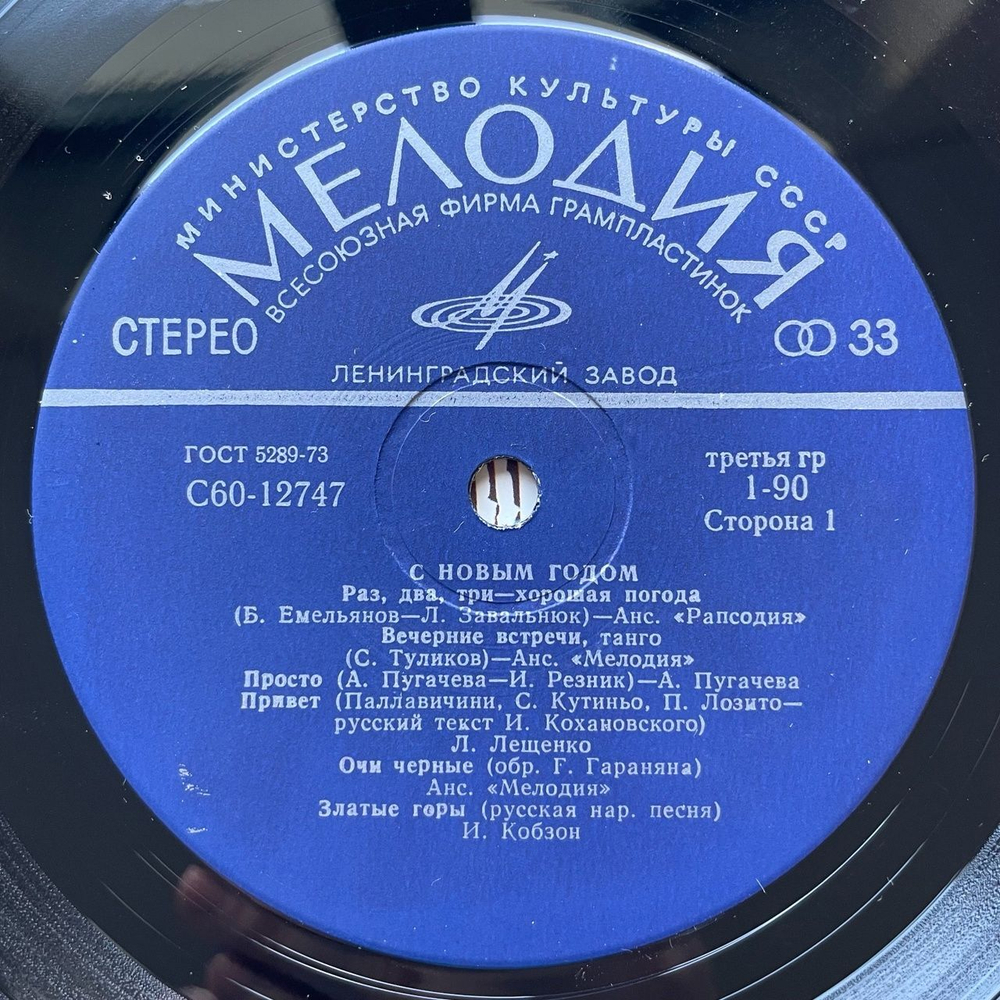 МИНИСТЕРСТВО КУЛЬТУРЫ СССР
МЕЛОДИЯ
ВСЕСОЮЗНАЯ ФИРМА ГРАМПЛАСТИНОК
СТЕРЕО
33
ЛЕНИНГРАДСКИЙ ЗАВОД
ГОСТ 5289-73
С60-12747
третья гр
1-90
Сторона 1
С НОВЫМ ГОДОМ
Раз, два, три—хорошая погода
(Б. Емельянов—Л. Завальнюк)—Анс. «Рапсодия»
Вечерние встречи, танго
(С. Туликов)—Анс. «Мелодия»
Просто (А. Пугачева—И. Резник)—А. Пугачева
Привет (Паллавичини, С. Кутиньо, П. Лозито—
русский текст И. Кохановского)
Л. Лещенко
Очи черные (обр. Г. Гараняна)
Анс. «Мелодия»
Златые горы (русская нар. песня)
И. Кобзон